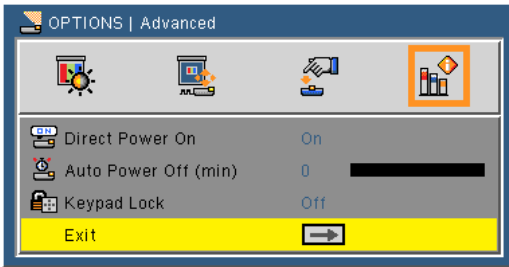 OPTIONS | Advanced
Direct Power On On
Auto Power Off (min) 0
Keypad Lock Off
Exit